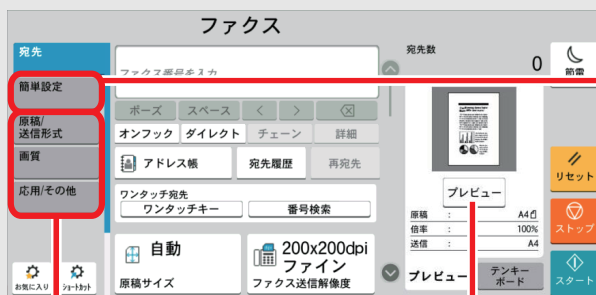 ファクス
宛先
宛先数
0
節電
ファクス番号を入力
簡単設定
ポーズ
スペース
<
>
原稿/
送信形式
オンフック
ダイレクト
チェーン
詳細
画質
アドレス帳
宛先履歴
再宛先
リセット
応用/その他
ワンタッチ宛先
ワンタッチキー
番号検索
プレビュー
原稿 : A4
倍率 : 100%
送信 : A4
ストップ
自動
原稿サイズ
200x200dpi
ファイン
ファクス送信解像度
お気に入り
ショートカット
プレビュー
テンキー
ボード
スタート